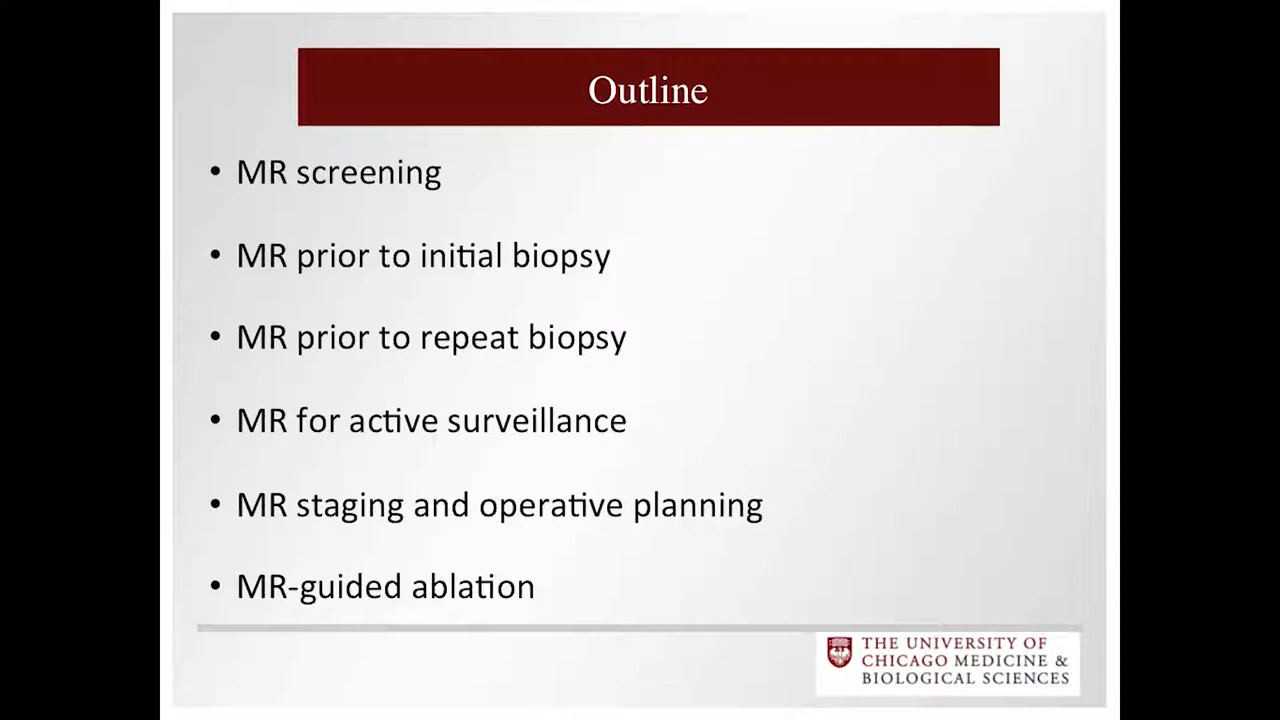 Outline
• MR screening
• MR prior to initial biopsy
• MR prior to repeat biopsy
• MR for active surveillance
• MR staging and operative planning
• MR-guided ablation
THE UNIVERSITY OF
CHICAGO MEDICINE &
BIOLOGICAL SCIENCES